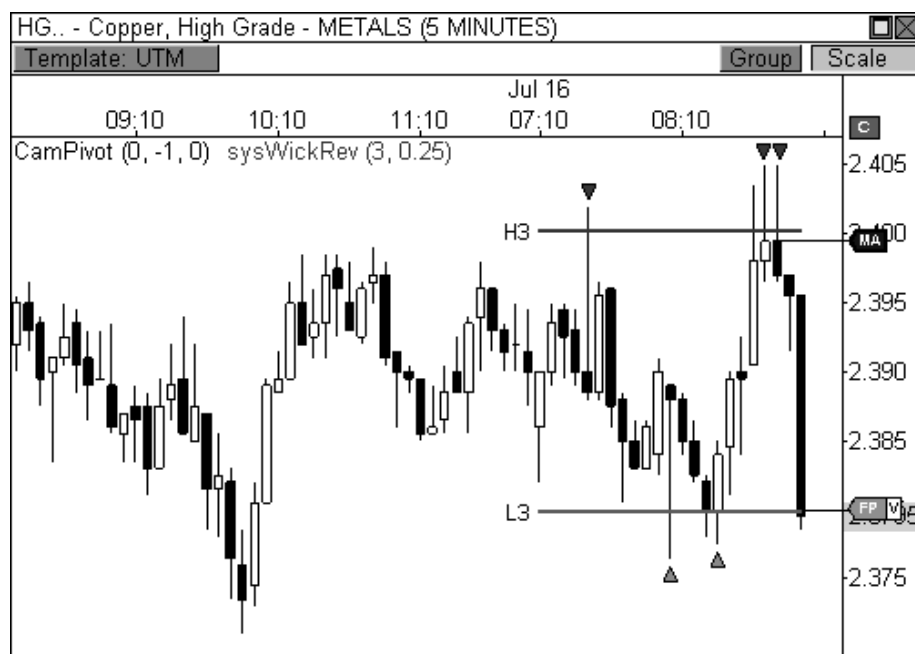 HG.. - Copper, High Grade - METALS (5 MINUTES)
Template: UTM Group Scale
Jul 16
09:10 10:10 11:10 07:10 08:10
C
CamPivot (0, -1, 0) sysWickRev (3, 0.25)
2.405
H3
MA
2.395
2.390
2.385
L3
FP V
2.375